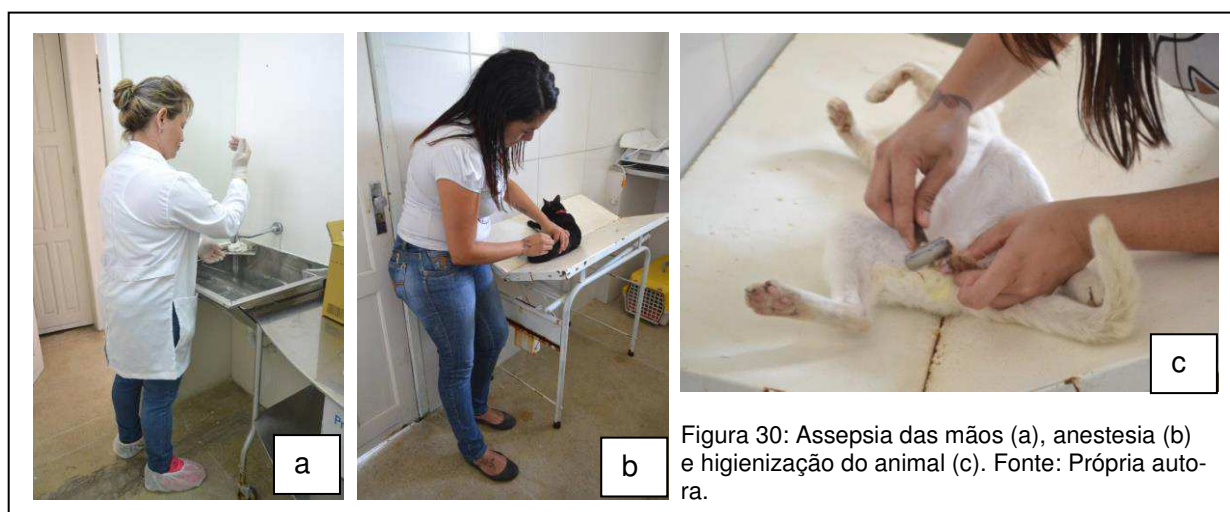 a
b
c
Figura 30: Assepsia das mãos (a), anestesia (b)
e higienização do animal (c). Fonte: Própria auto-
ra.